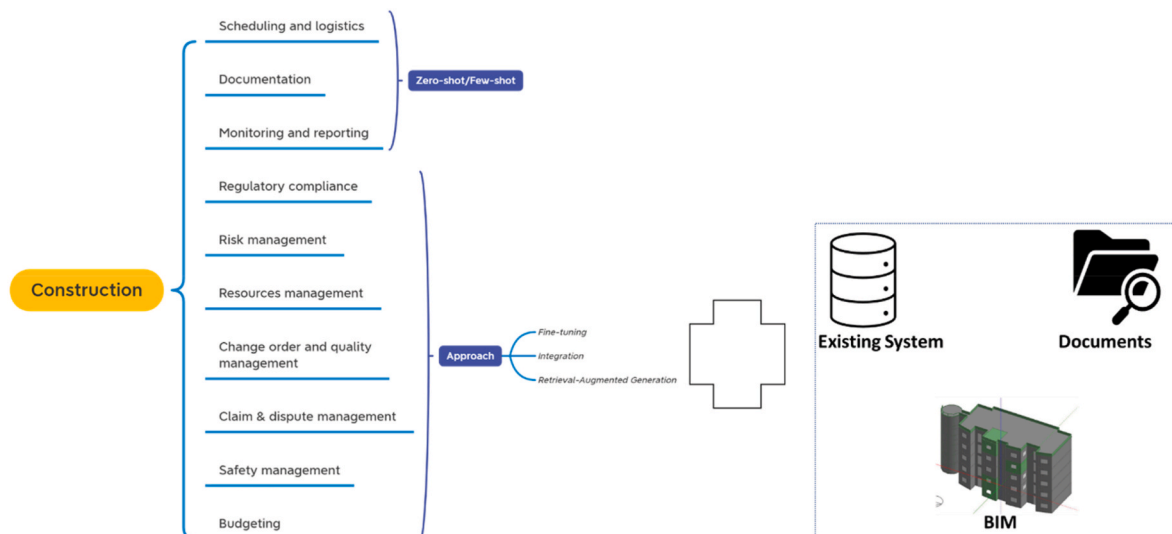 Scheduling and logistics
Documentation
Zero-shot/Few-shot
Monitoring and reporting
Regulatory compliance
Risk management
Construction
Resources management
Change order and quality
management
Approach
Fine-tuning
Integration
Retrieval-Augmented Generation
Claim & dispute management
Safety management
Budgeting
Existing System
Documents
BIM